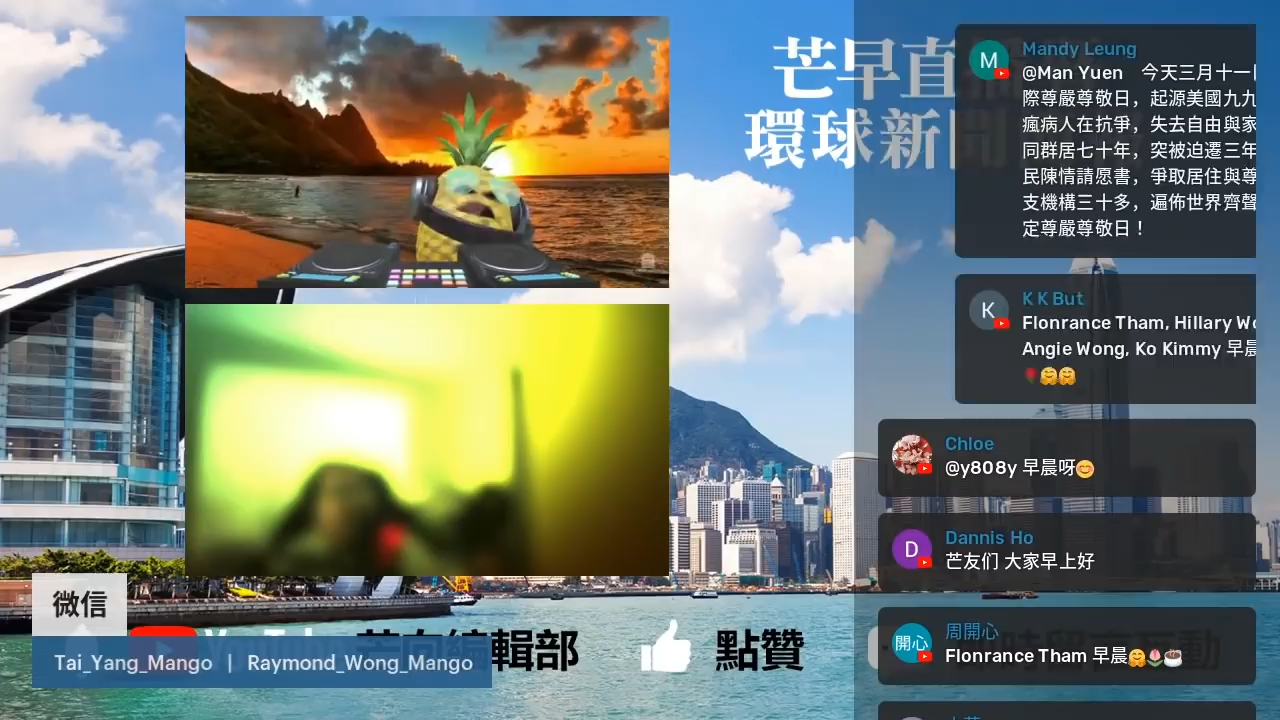 芒早直
環球新聞
Mandy Leung
@Man Yuen 今天三月十一
際尊嚴尊敬日，起源美國九九
瘋病人在抗爭，失去自由與家
同群居七十年，突被迫遷三年
民陳情請愿書，爭取居住與尊
支機構三十多，遍佈世界齊聲
定尊嚴尊敬日！
K K But
Flonrance Tham, Hillary Wo
Angie Wong, Ko Kimmy 早晨
🌹🤗🤗
Chloe
@y808y 早晨呀😊
D
Dannis Ho
芒友们 大家早上好
開心
周開心
Flonrance Tham 早晨🤗🌷☕
微信
Tai_Yang_Mango | Raymond_Wong_Mango
編輯部
點贊
互動
M
K